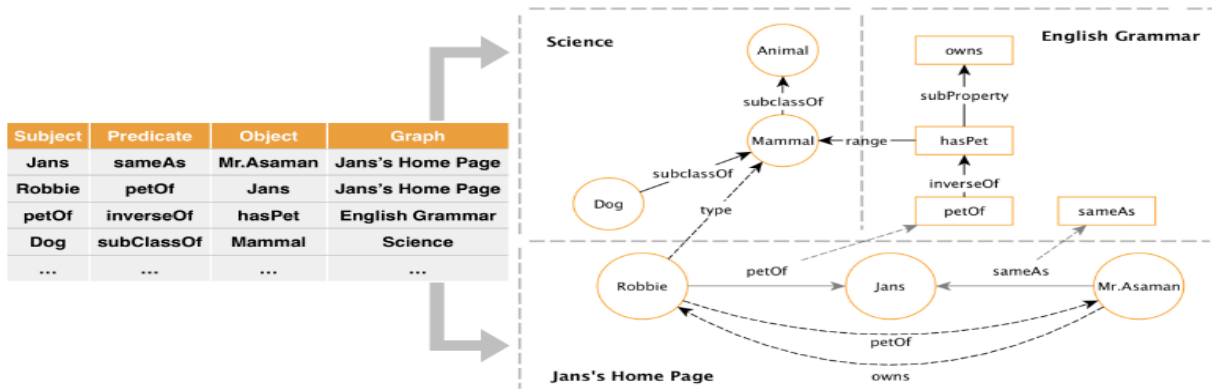 Subject Predicate Object Graph
Jans sameAs Mr.Asaman Jans's Home Page
Robbie petOf Jans Jans's Home Page
petOf inverseOf hasPet English Grammar
Dog subClassOf Mammal Science
... ... ... ...
Science
Animal
subclassOf
Mammal
subclassOf
Dog
type
English Grammar
owns
subProperty
range
hasPet
inverseOf
petOf
sameAs
Robbie
petOf
Jans
sameAs
Mr.Asaman
petOf
owns
Jans's Home Page